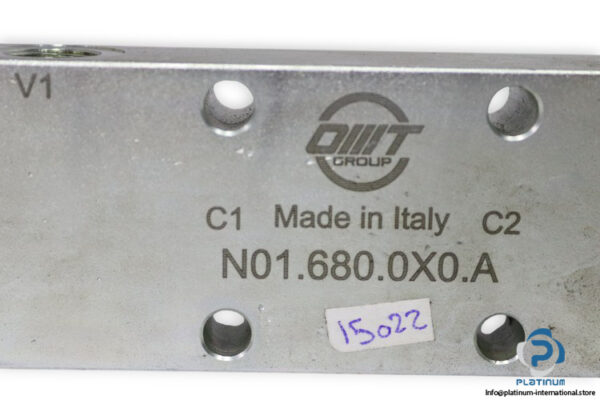 V1
OMT
GROUP
C1 Made in Italy C2
N01.680.0X0.A
15022
PLATINUM
Info@platinum-international.store